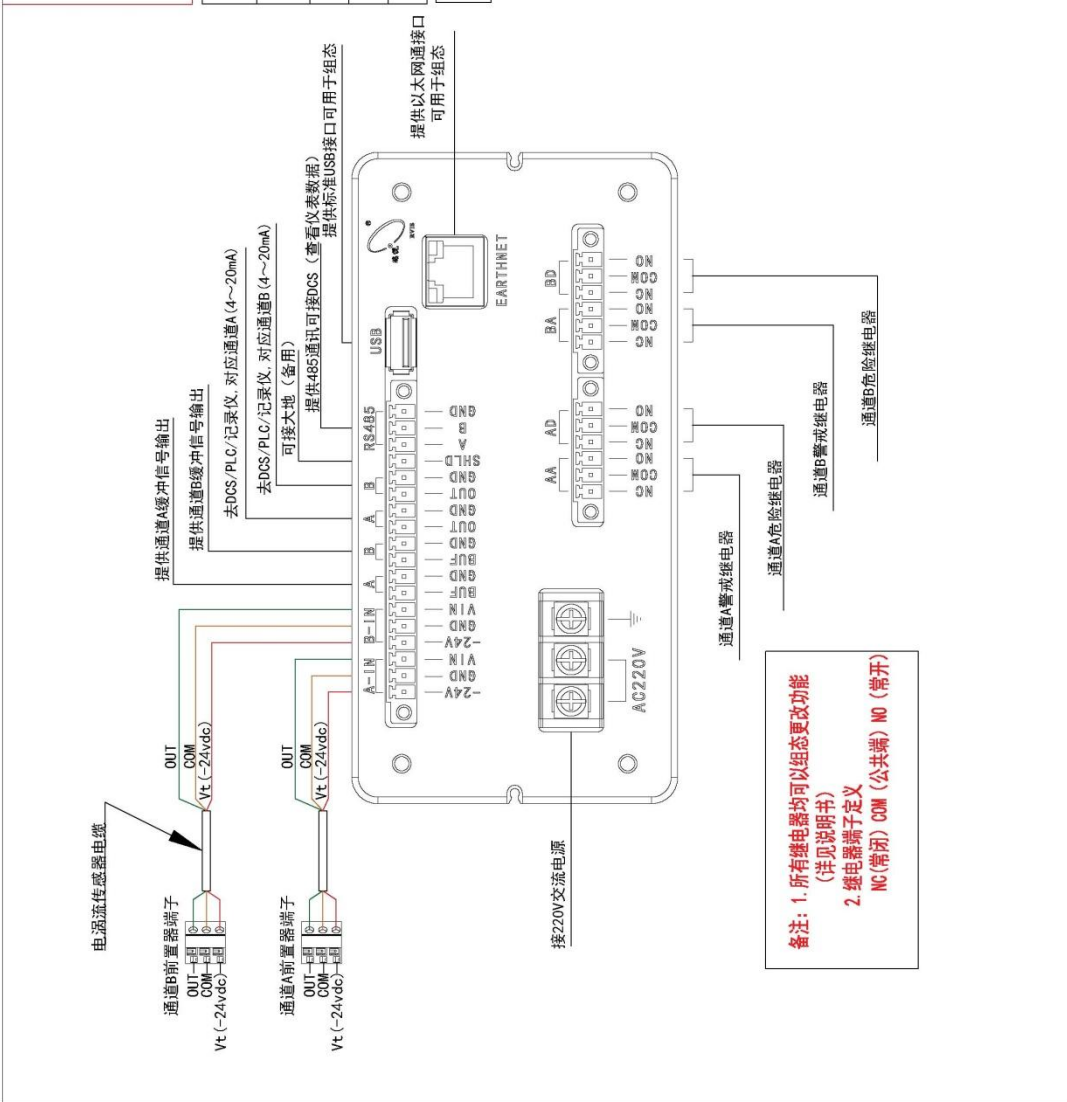 提供以太网通接口
可用于组态
提供标准USB接口可用于组态
提供485通讯可接DCS（查看仪表数据）
可接大地（备用）
去DCS/PLC/记录仪,对应通道B(4～20mA)
去DCS/PLC/记录仪,对应通道A(4～20mA)
提供通道B缓冲信号输出
提供通道A缓冲信号输出
OUT
COM
Vt(-24vdc)
OUT
COM
Vt(-24vdc)
电涡流传感器电缆
通道B前置器端子
OUT
COM
Vt(-24vdc)
通道A前置器端子
OUT
COM
Vt(-24vdc)
A-IN B-IN A B A B RS485 USB
-24V
GND
VIN
-24V
GND
VIN
BUF
GND
BUF
GND
OUT
GND
OUT
GND
SHLD
A
B
GND
EARTHNET
AC220V
接220V交流电源
AA AD BA BD
NC
COM
NO
NC
COM
NO
NC
COM
NO
NC
COM
NO
通道A警戒继电器
通道A危险继电器
通道B警戒继电器
通道B危险继电器
备注: 1.所有继电器均可以组态更改功能
（详见说明书）
2.继电器端子定义
NC(常闭) COM（公共端）NO（常开）